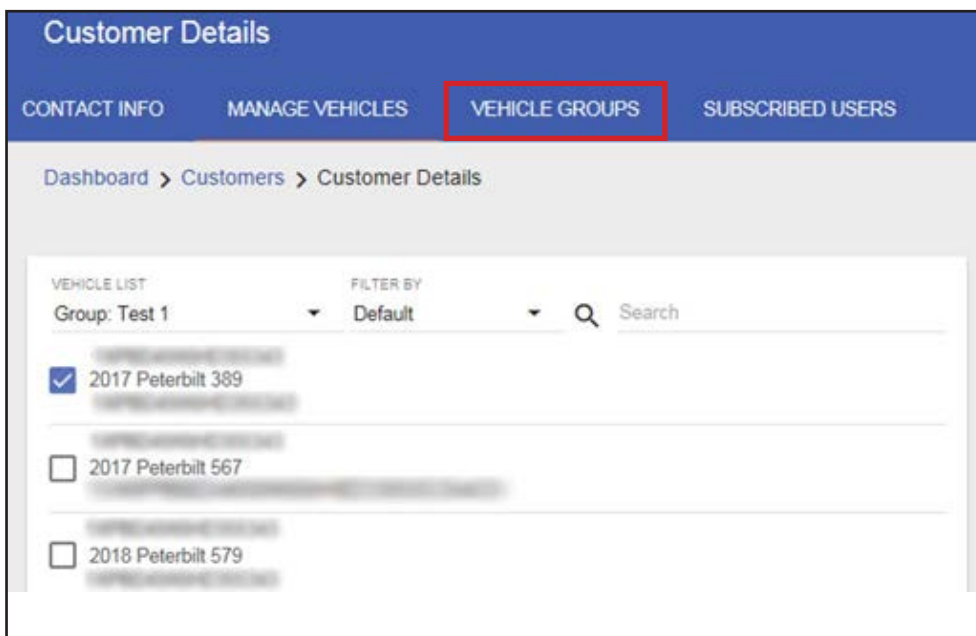 Customer Details
CONTACT INFO MANAGE VEHICLES VEHICLE GROUPS SUBSCRIBED USERS
Dashboard > Customers > Customer Details
VEHICLE LIST FILTER BY
Group: Test 1 Default Search
2017 Peterbilt 389
2017 Peterbilt 567
2018 Peterbilt 579